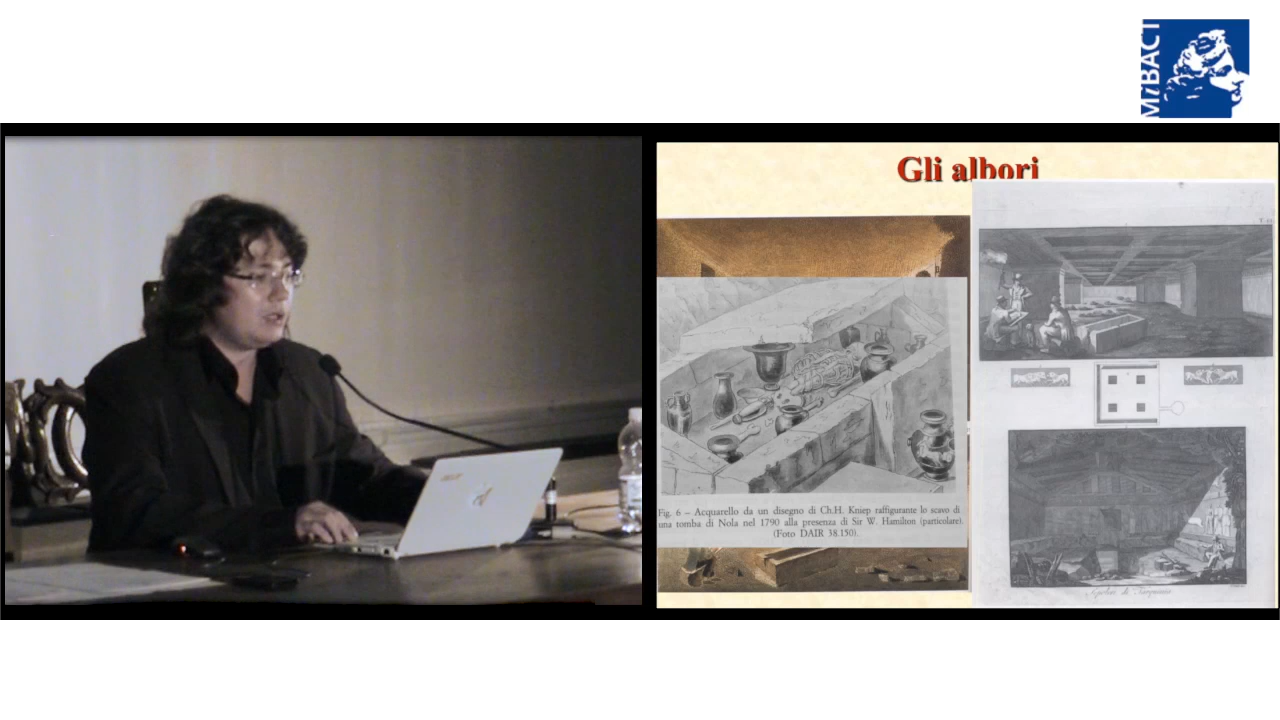 MiBACT
Gli albori
Fig. 6 – Acquarello da un disegno di Ch.H. Kniep raffigurante lo scavo di
una tomba di Nola nel 1790 alla presenza di Sir W. Hamilton (particolare).
(Foto DAIR 38.150).